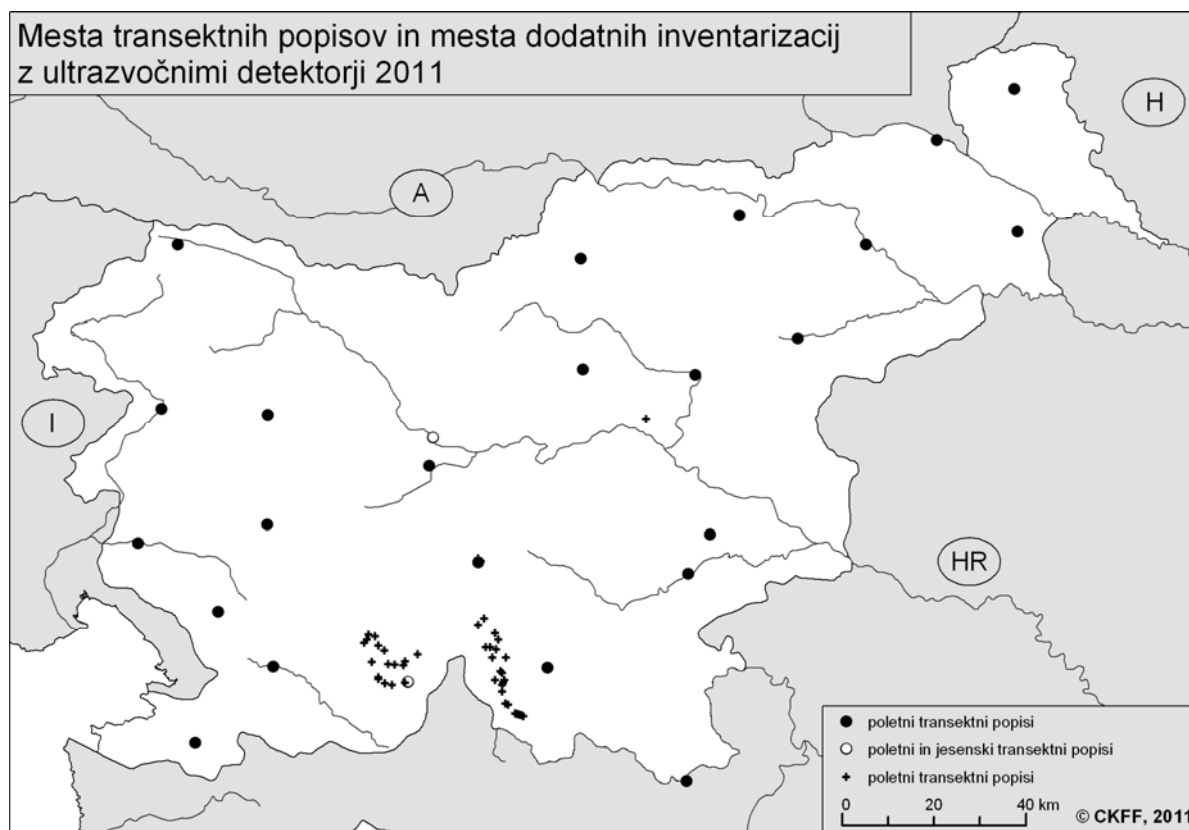 Mesta transektnih popisov in mesta dodatnih inventarizacij
z ultrazvočnimi detektorji 2011
H
A
I
HR
poletni transektni popisi
poletni in jesenski transektni popisi
poletni transektni popisi
0 20 40 km
© CKFF, 2011